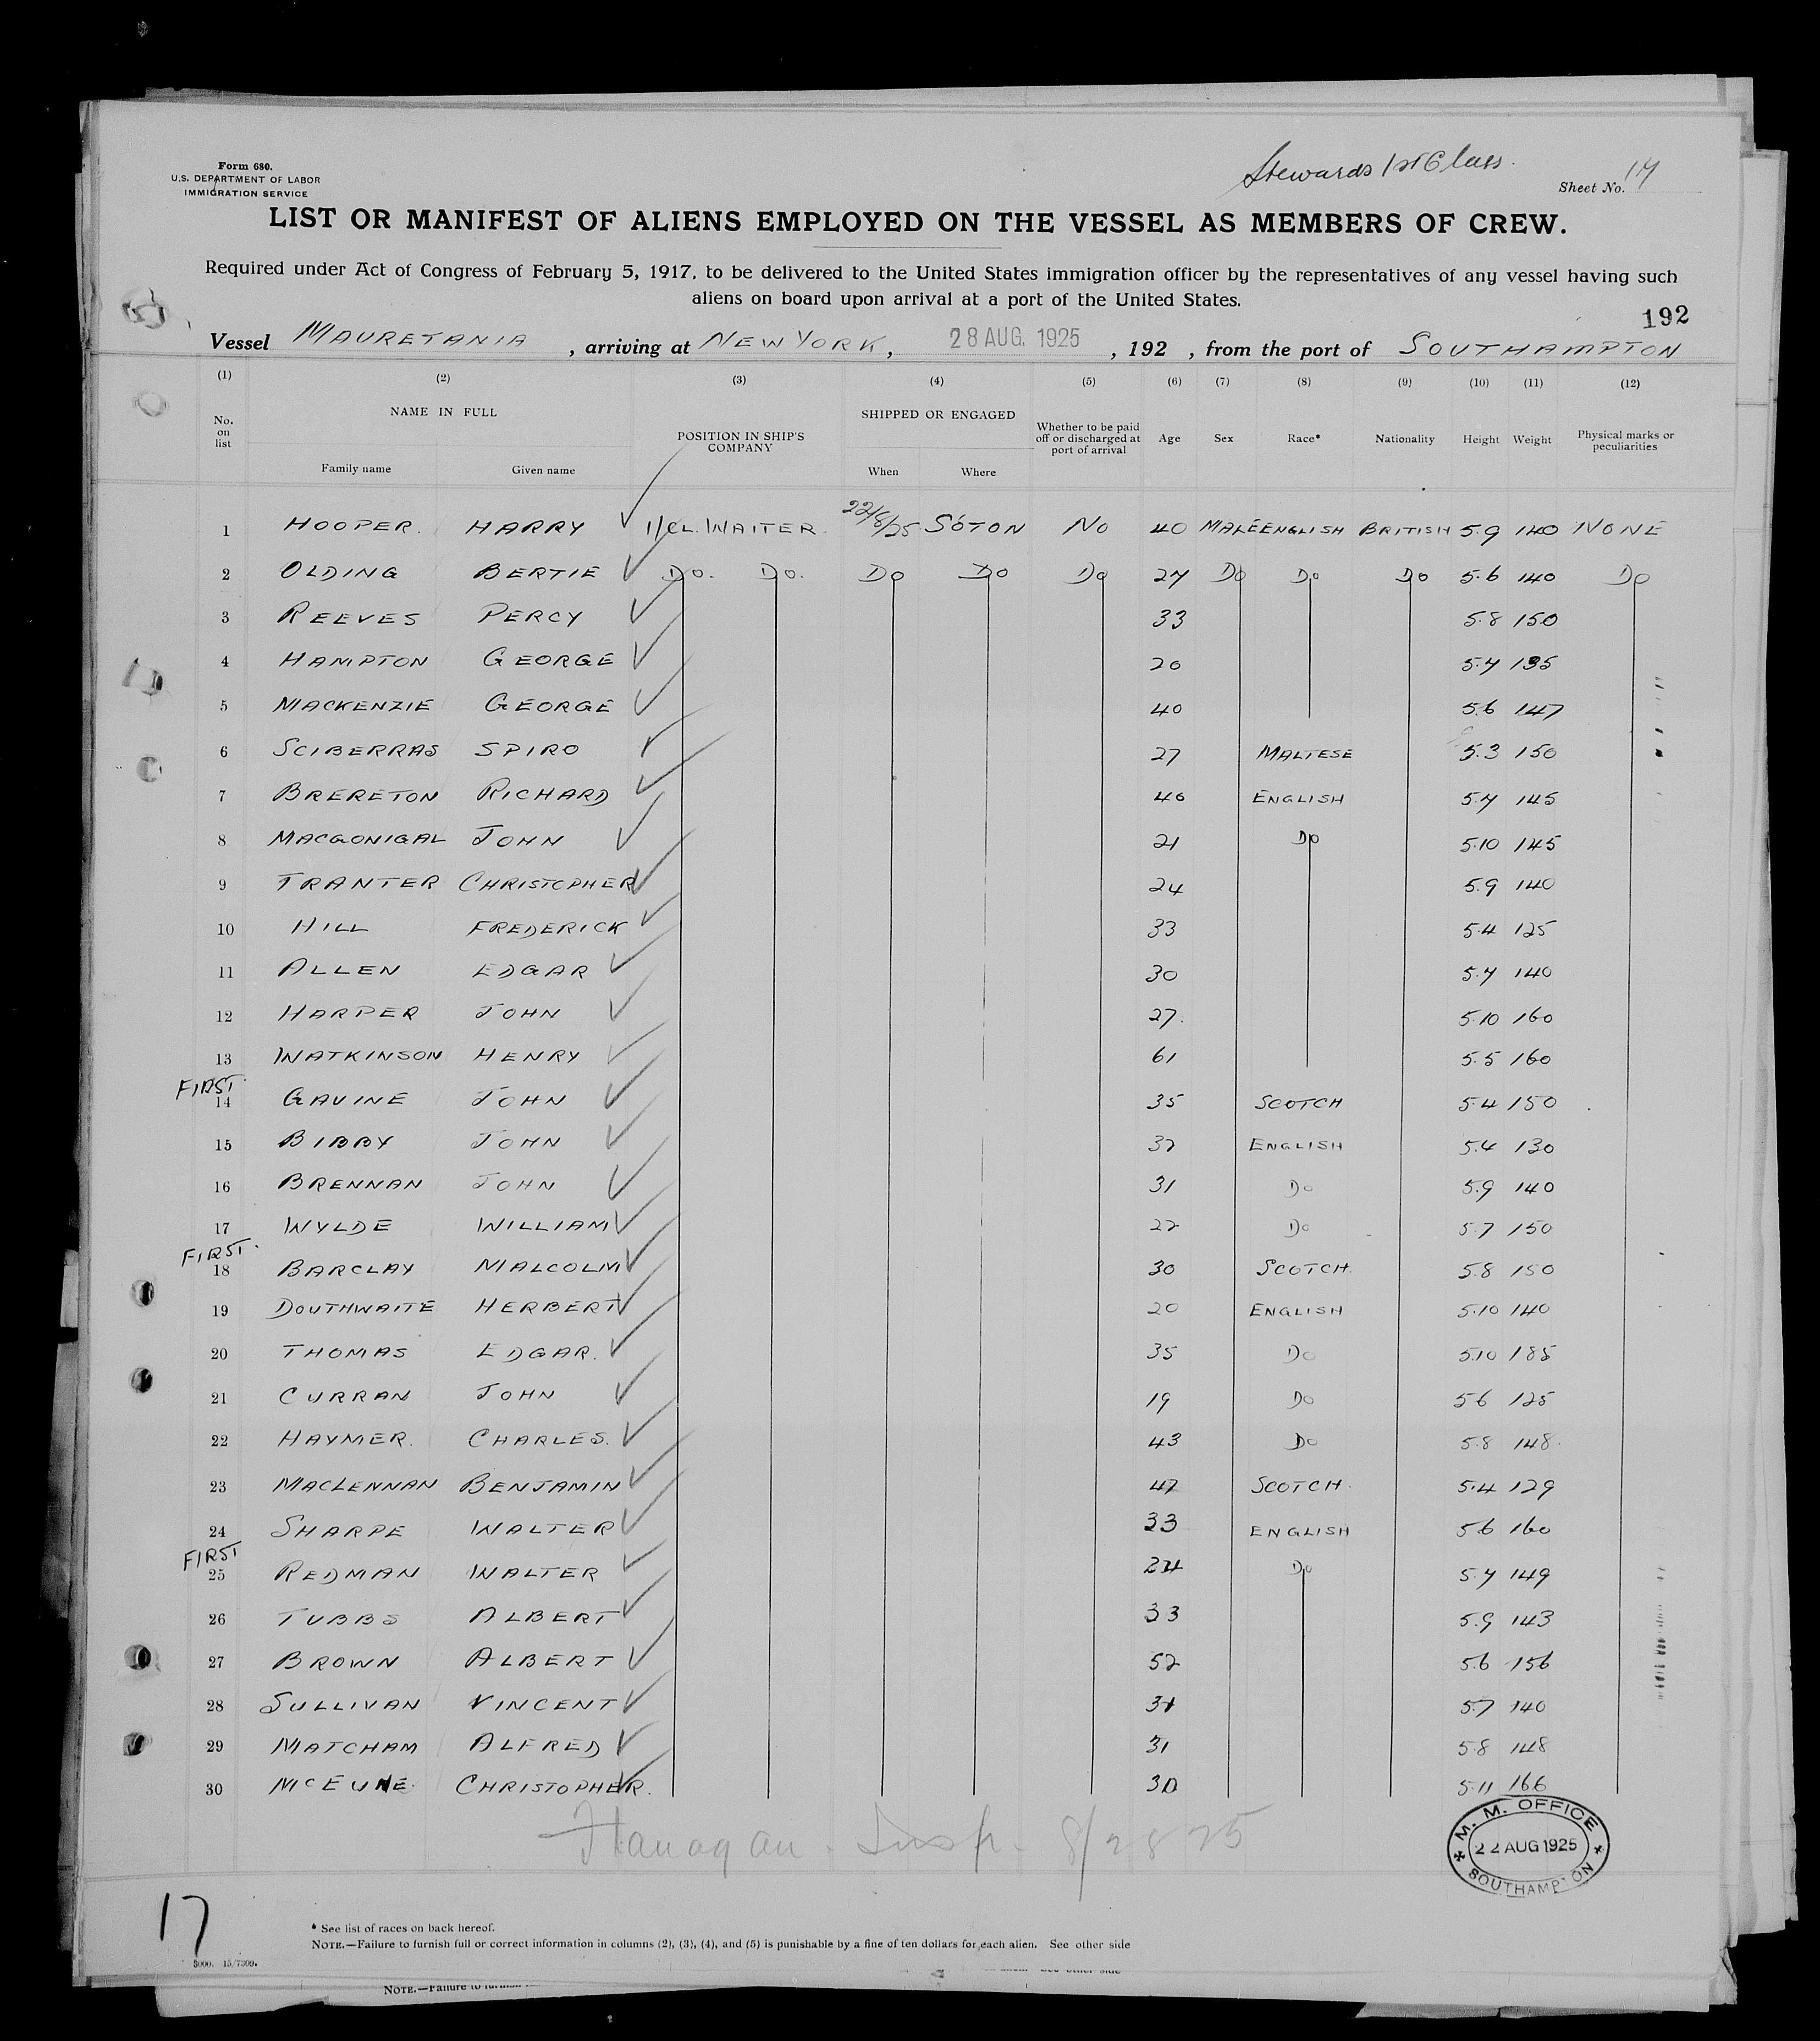 Form 680.
U.S. DEPARTMENT OF LABOR
IMMIGRATION SERVICE
Stewards 1st Class.
Sheet No. 17
LIST OR MANIFEST OF ALIENS EMPLOYED ON THE VESSEL AS MEMBERS OF CREW.
Required under Act of Congress of February 5, 1917, to be delivered to the United States immigration officer by the representatives of any vessel having such
aliens on board upon arrival at a port of the United States.
192
Vessel MAURETANIA, arriving at NEW YORK, 28 AUG. 1925, 192 , from the port of SOUTHAMPTON
(1) (2) (3) (4) (5) (6) (7) (8) (9) (10) (11) (12)
No. on list NAME IN FULL Family name Given name POSITION IN SHIP'S COMPANY SHIPPED OR ENGAGED When Where Whether to be paid off or discharged at port of arrival Age Sex Race* Nationality Height Weight Physical marks or peculiarities
1 HOOPER. HARRY 1/CL. WAITER. 22/8/25 S'OTON NO 40 MALE ENGLISH BRITISH 5.9 140 NONE
2 OLDING BERTIE DO. DO. DO DO DO 27 DO DO DO 5.6 140 DO
3 REEVES PERCY 33 5.8 150
4 HAMPTON GEORGE 20 5.7 135
5 MACKENZIE GEORGE 40 5.6 147
6 SCIBERRAS SPIRO 27 MALTESE 5.3 150
7 BRERETON RICHARD 40 ENGLISH 5.7 145
8 MACGONIGAL JOHN 21 DO 5.10 145
9 TRANTER CHRISTOPHER 24 5.9 140
10 HILL FREDERICK 33 5.4 125
11 ALLEN EDGAR 30 5.7 140
12 HARPER JOHN 27. 5.10 160
13 WATKINSON HENRY 61 5.5 160
FIRST.
14 GAVINE JOHN 35 SCOTCH 5.4 150
15 BIBBY JOHN 32 ENGLISH 5.4 130
16 BRENNAN JOHN 31 DO 5.9 140
17 WYLDE WILLIAM 22 DO 5.7 150
FIRST.
18 BARCLAY MALCOLM 30 SCOTCH. 5.8 150
19 DOUTHWAITE HERBERT 20 ENGLISH 5.10 140
20 THOMAS EDGAR. 35 DO 5.10 185
21 CURRAN JOHN 19 DO 5.6 125
22 HAYMER. CHARLES. 43 DO 5.8 148.
23 MACLENNAN BENJAMIN 47 SCOTCH. 5.4 129
24 SHARPE WALTER 33 ENGLISH 5.6 160
FIRST
25 REDMAN WALTER 24 DO 5.7 149
26 TUBBS ALBERT 33 5.9 143
27 BROWN ALBERT 52 5.6 156
28 SULLIVAN VINCENT 31 5.7 140
29 MATCHAM ALFRED 31 5.8 148
30 CHRISTOPHER. 30 5.11 166
Flanagan. Insp. 8/28 25
M. M. OFFICE
22 AUG 1925
SOUTHAMPTON
17
* See list of races on back hereof.
NOTE.—Failure to furnish full or correct information in columns (2), (3), (4), and (5) is punishable by a fine of ten dollars for each alien. See other side
3000. 15/7309.
NOTE.—Failure to